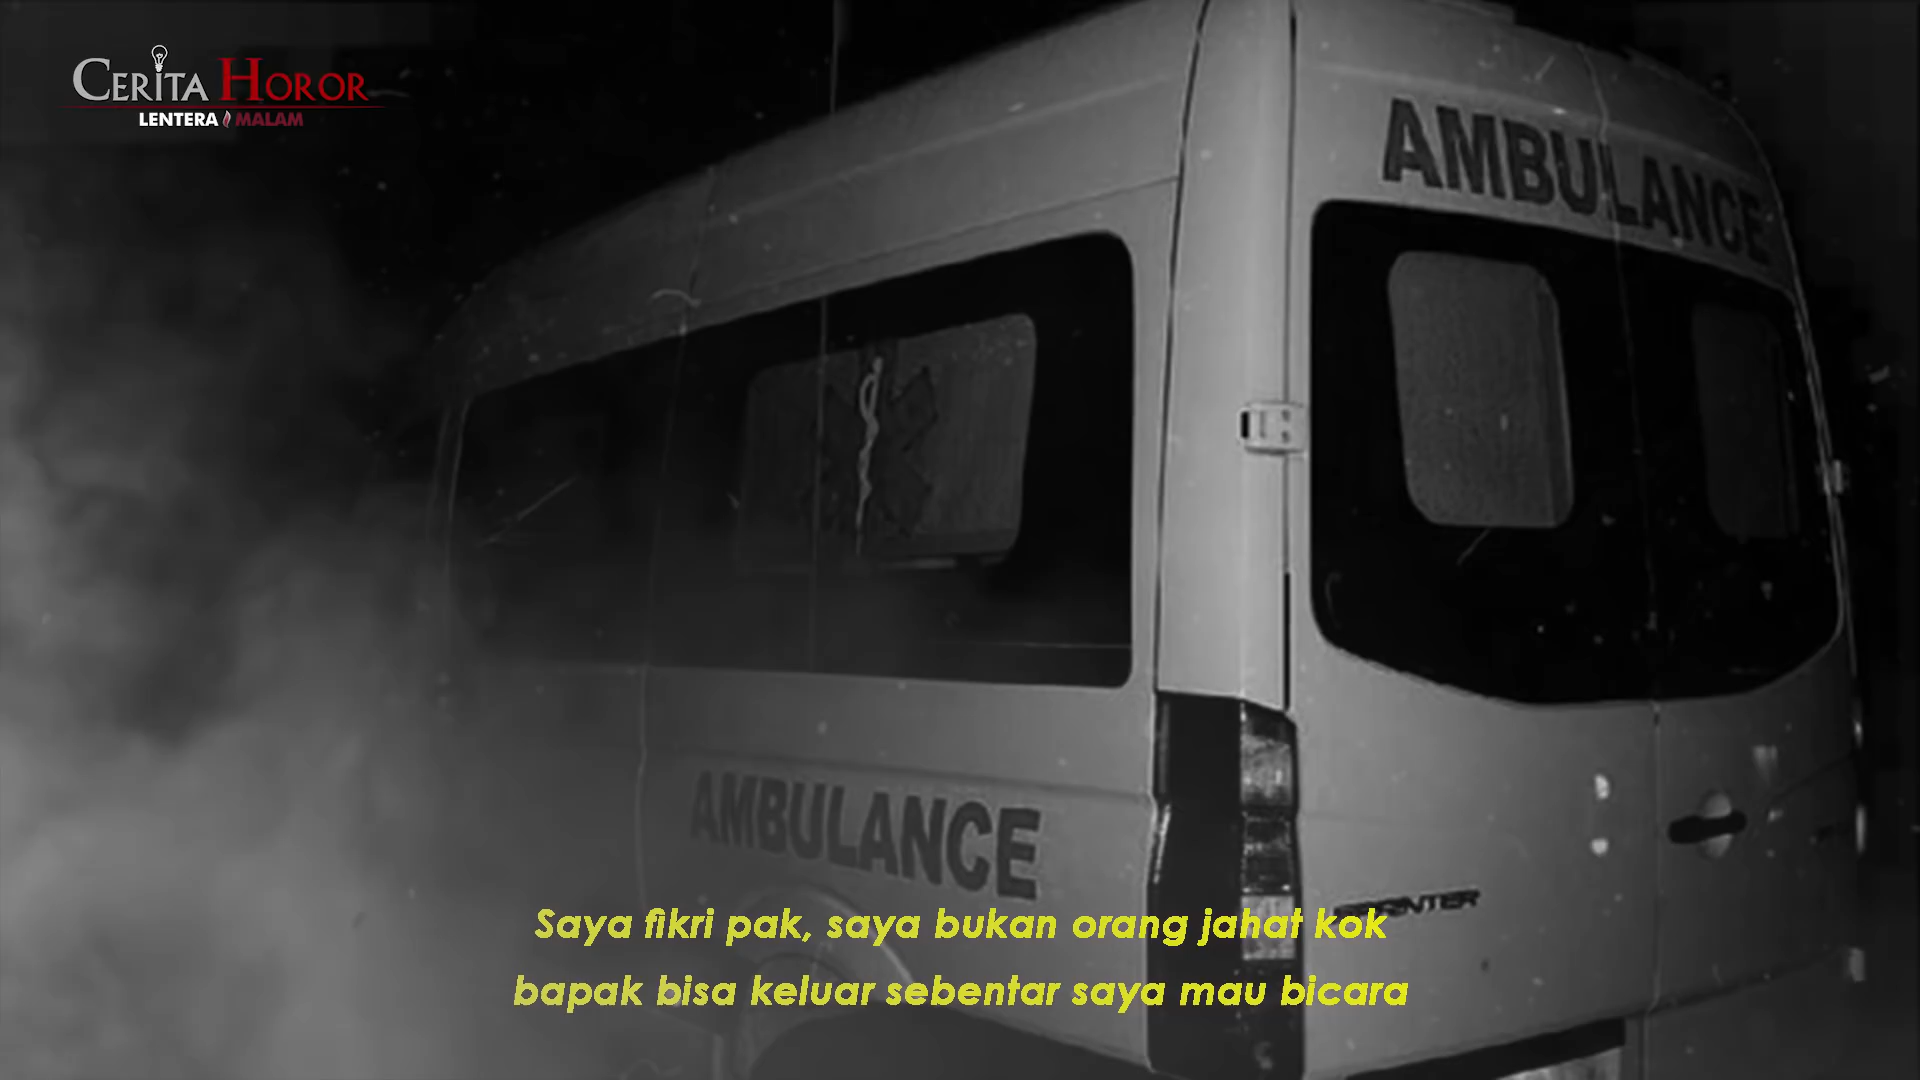 CERITA HOROR
LENTERA MALAM
AMBULANCE
AMBULANCE
SPRINTER
Saya fikri pak, saya bukan orang jahat kok
bapak bisa keluar sebentar saya mau bicara